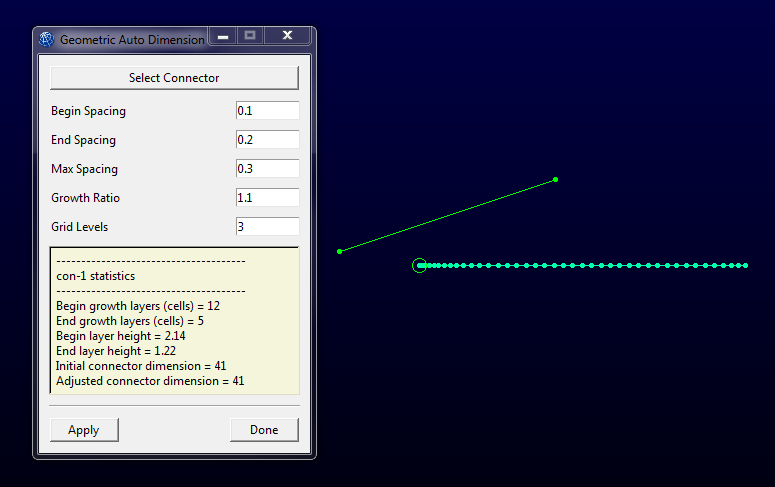 Geometric Auto Dimension
Select Connector
Begin Spacing 0.1
End Spacing 0.2
Max Spacing 0.3
Growth Ratio 1.1
Grid Levels 3
------------------------------------
con-1 statistics
------------------------------------
Begin growth layers (cells) = 12
End growth layers (cells) = 5
Begin layer height = 2.14
End layer height = 1.22
Initial connector dimension = 41
Adjusted connector dimension = 41
Apply Done